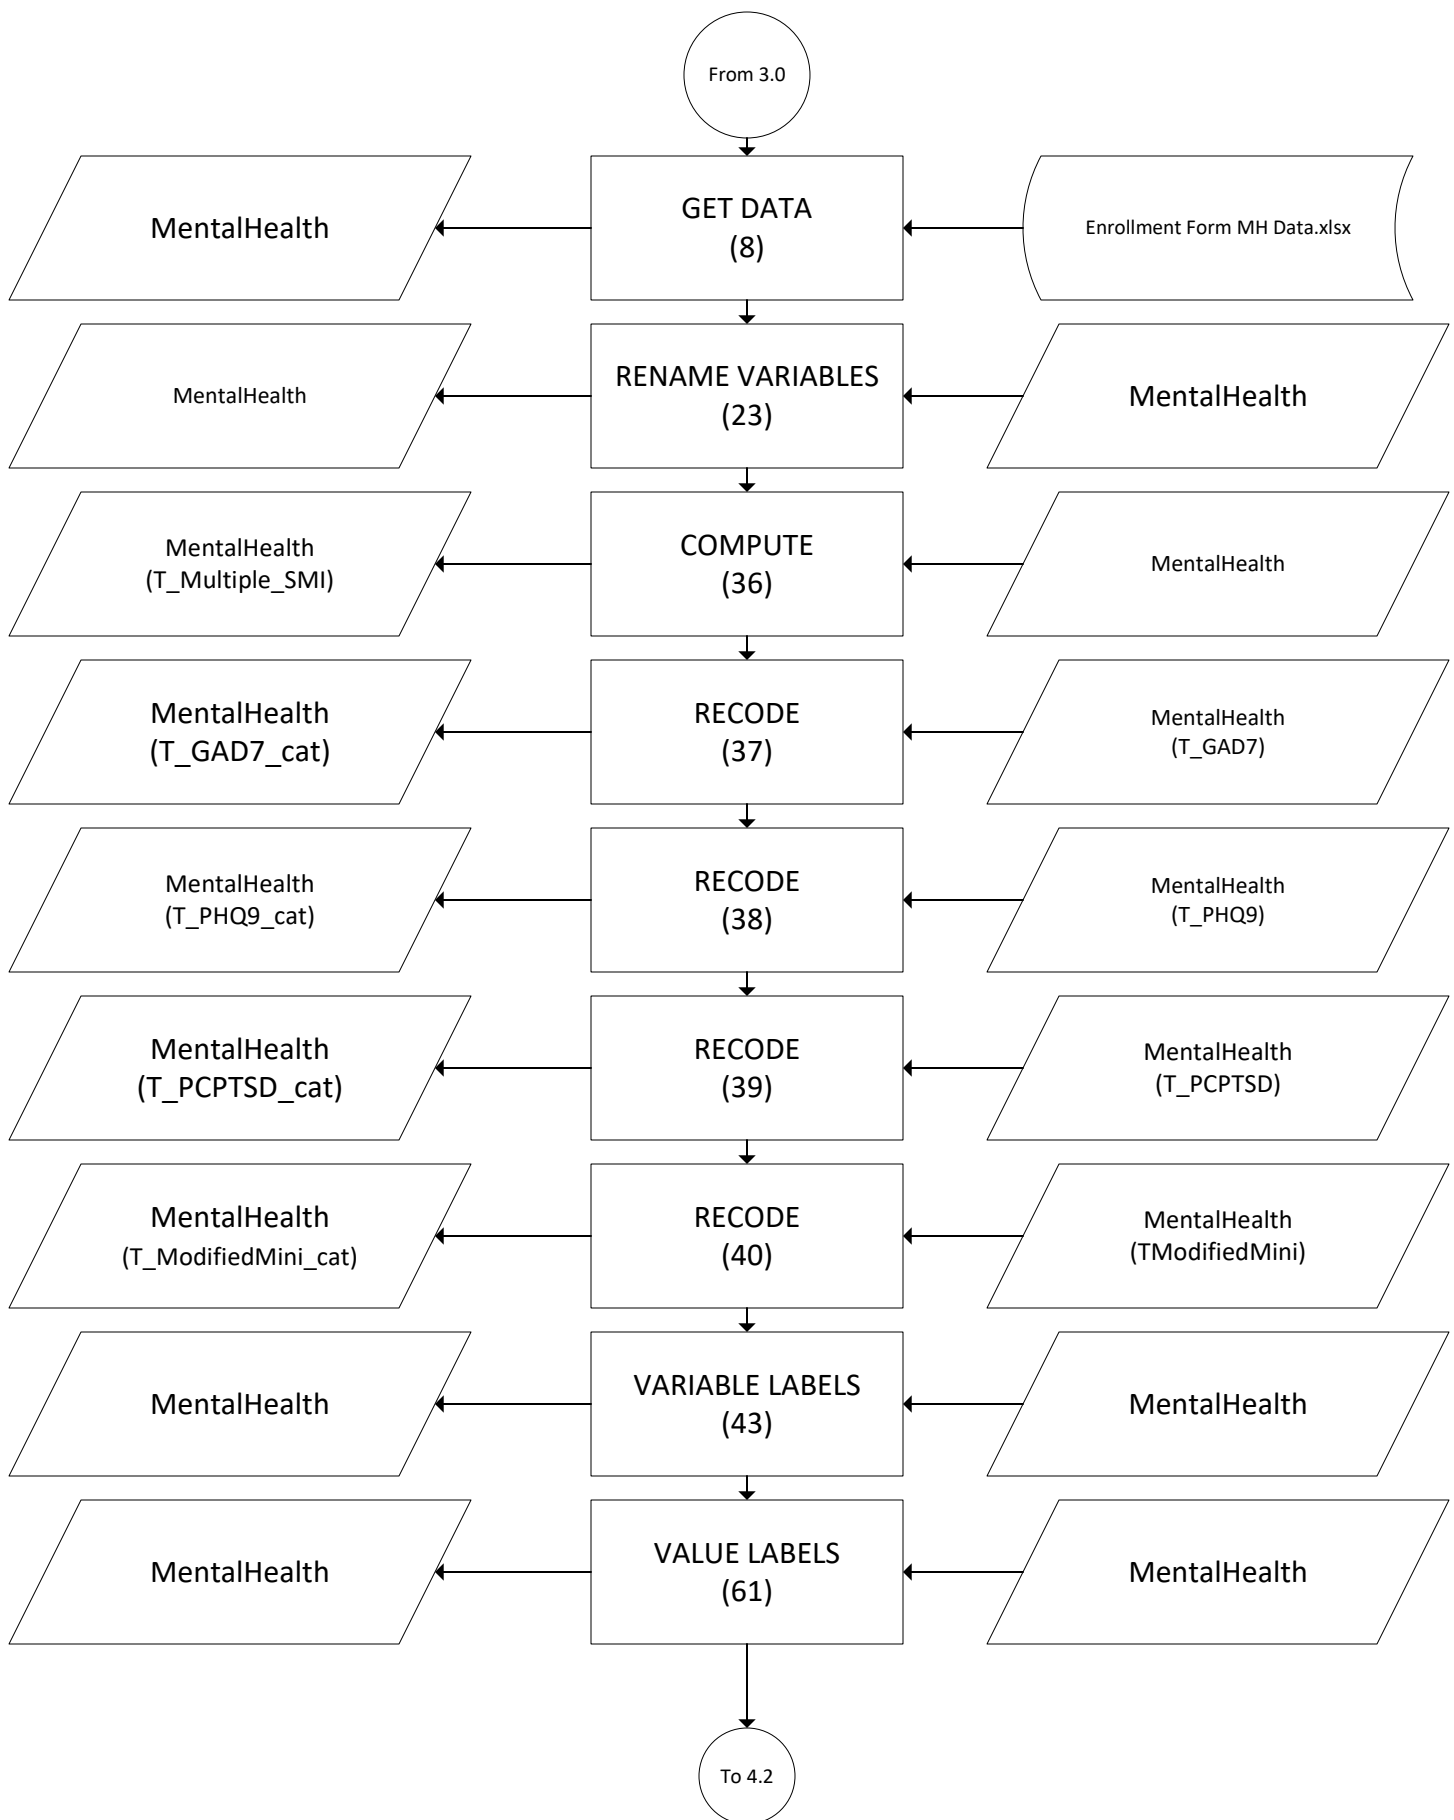 From 3.0
MentalHealth
GET DATA
(8)
Enrollment Form MH Data.xlsx
MentalHealth
RENAME VARIABLES
(23)
MentalHealth
MentalHealth
(T_Multiple_SMI)
COMPUTE
(36)
MentalHealth
MentalHealth
(T_GAD7_cat)
RECODE
(37)
MentalHealth
(T_GAD7)
MentalHealth
(T_PHQ9_cat)
RECODE
(38)
MentalHealth
(T_PHQ9)
MentalHealth
(T_PCPTSD_cat)
RECODE
(39)
MentalHealth
(T_PCPTSD)
MentalHealth
(T_ModifiedMini_cat)
RECODE
(40)
MentalHealth
(TModifiedMini)
MentalHealth
VARIABLE LABELS
(43)
MentalHealth
MentalHealth
VALUE LABELS
(61)
MentalHealth
To 4.2